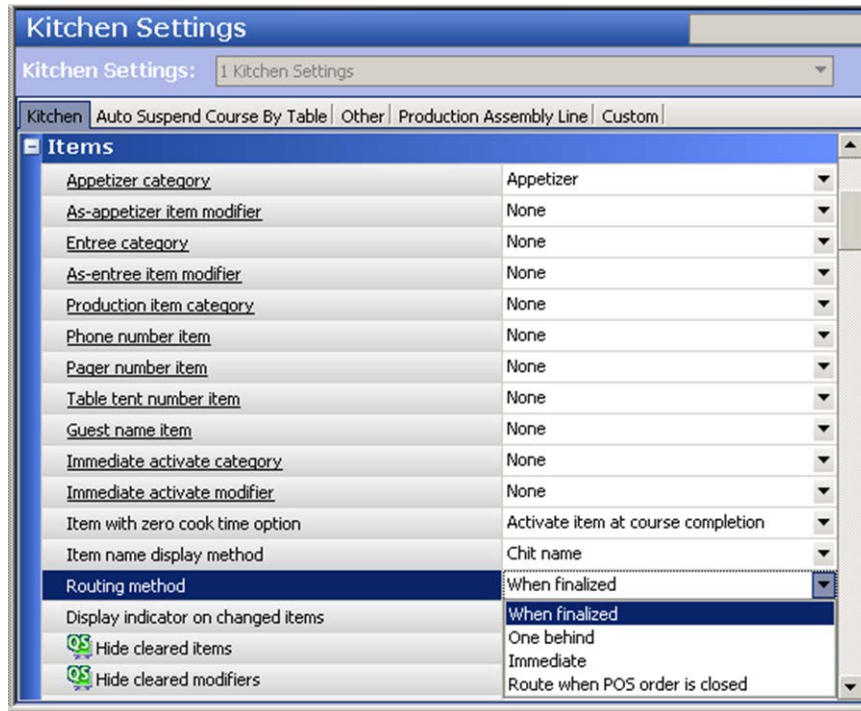 Kitchen Settings
Kitchen Settings: 1 Kitchen Settings
Kitchen Auto Suspend Course By Table Other Production Assembly Line Custom
Items
Appetizer category Appetizer
As-appetizer item modifier None
Entree category None
As-entree item modifier None
Production item category None
Phone number item None
Pager number item None
Table tent number item None
Guest name item None
Immediate activate category None
Immediate activate modifier None
Item with zero cook time option Activate item at course completion
Item name display method Chit name
Routing method When finalized
Display indicator on changed items When finalized
QS Hide cleared items One behind
Immediate
QS Hide cleared modifiers Route when POS order is closed